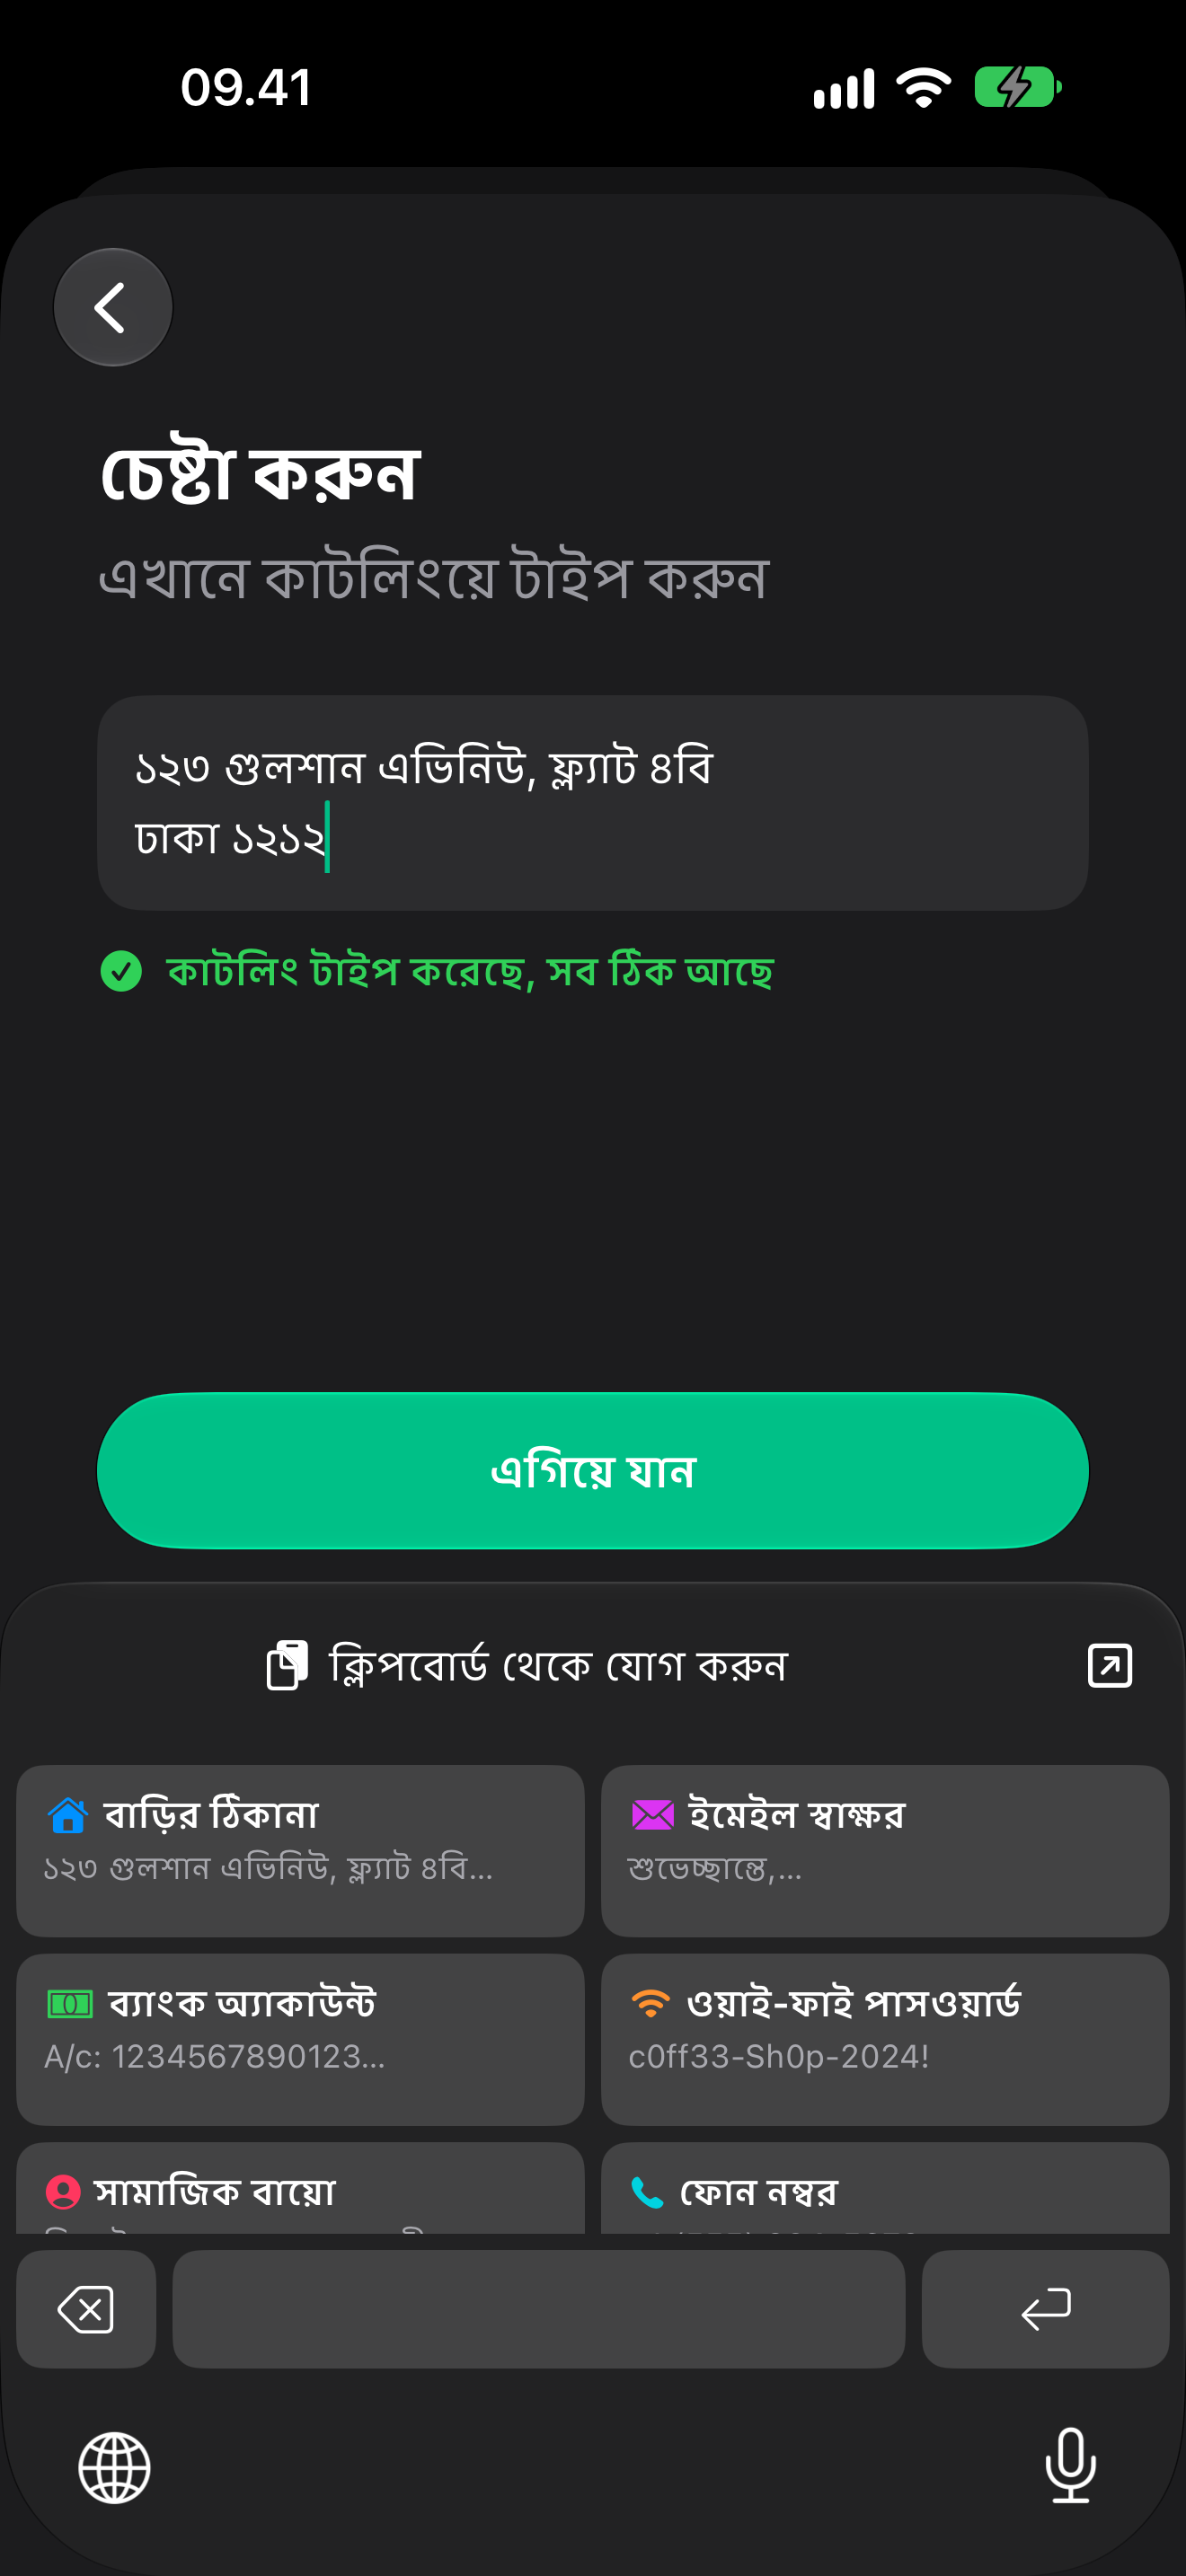 09.41
চেষ্টা করুন
এখানে কাটলিংয়ে টাইপ করুন
১২৩ গুলশান এভিনিউ, ফ্ল্যাট ৪বি
ঢাকা ১২১২
কাটলিং টাইপ করেছে, সব ঠিক আছে
এগিয়ে যান
ক্লিপবোর্ড থেকে যোগ করুন
বাড়ির ঠিকানা
১২৩ গুলশান এভিনিউ, ফ্ল্যাট ৪বি...
ইমেইল স্বাক্ষর
শুভেচ্ছান্তে,...
ব্যাংক অ্যাকাউন্ট
A/c: 1234567890123...
ওয়াই-ফাই পাসওয়ার্ড
c0ff33-Sh0p-2024!
সামাজিক বায়ো
ফোন নম্বর